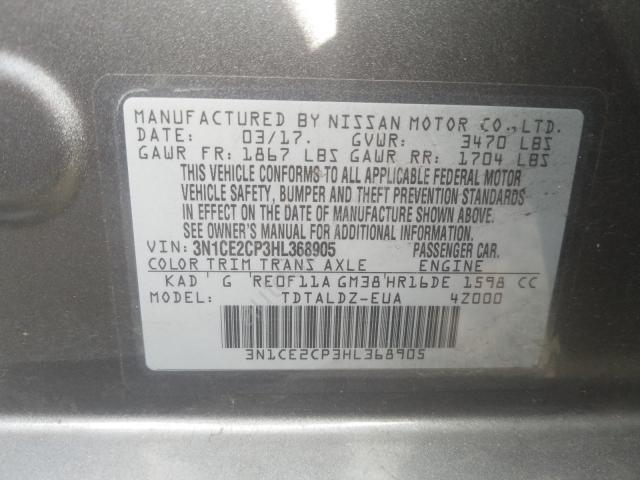 MANUFACTURED BY NISSAN MOTOR CO., LTD.
DATE: 03/17. GVWR: 3470 LBS
GAWR FR: 1867 LBS GAWR RR: 1704 LBS
THIS VEHICLE CONFORMS TO ALL APPLICABLE FEDERAL MOTOR
VEHICLE SAFETY, BUMPER AND THEFT PREVENTION STANDARDS
IN EFFECT ON THE DATE OF MANUFACTURE SHOWN ABOVE.
SEE OWNER'S MANUAL FOR ADDITIONAL INFORMATION.
VIN: 3N1CE2CP3HL368905 PASSENGER CAR.
COLOR TRIM TRANS AXLE ENGINE
KAD G RE0F11A GM38 HR16DE 1598 CC
TDTALDZ-EUA 4Z000
3N1CE2CP3HL368905